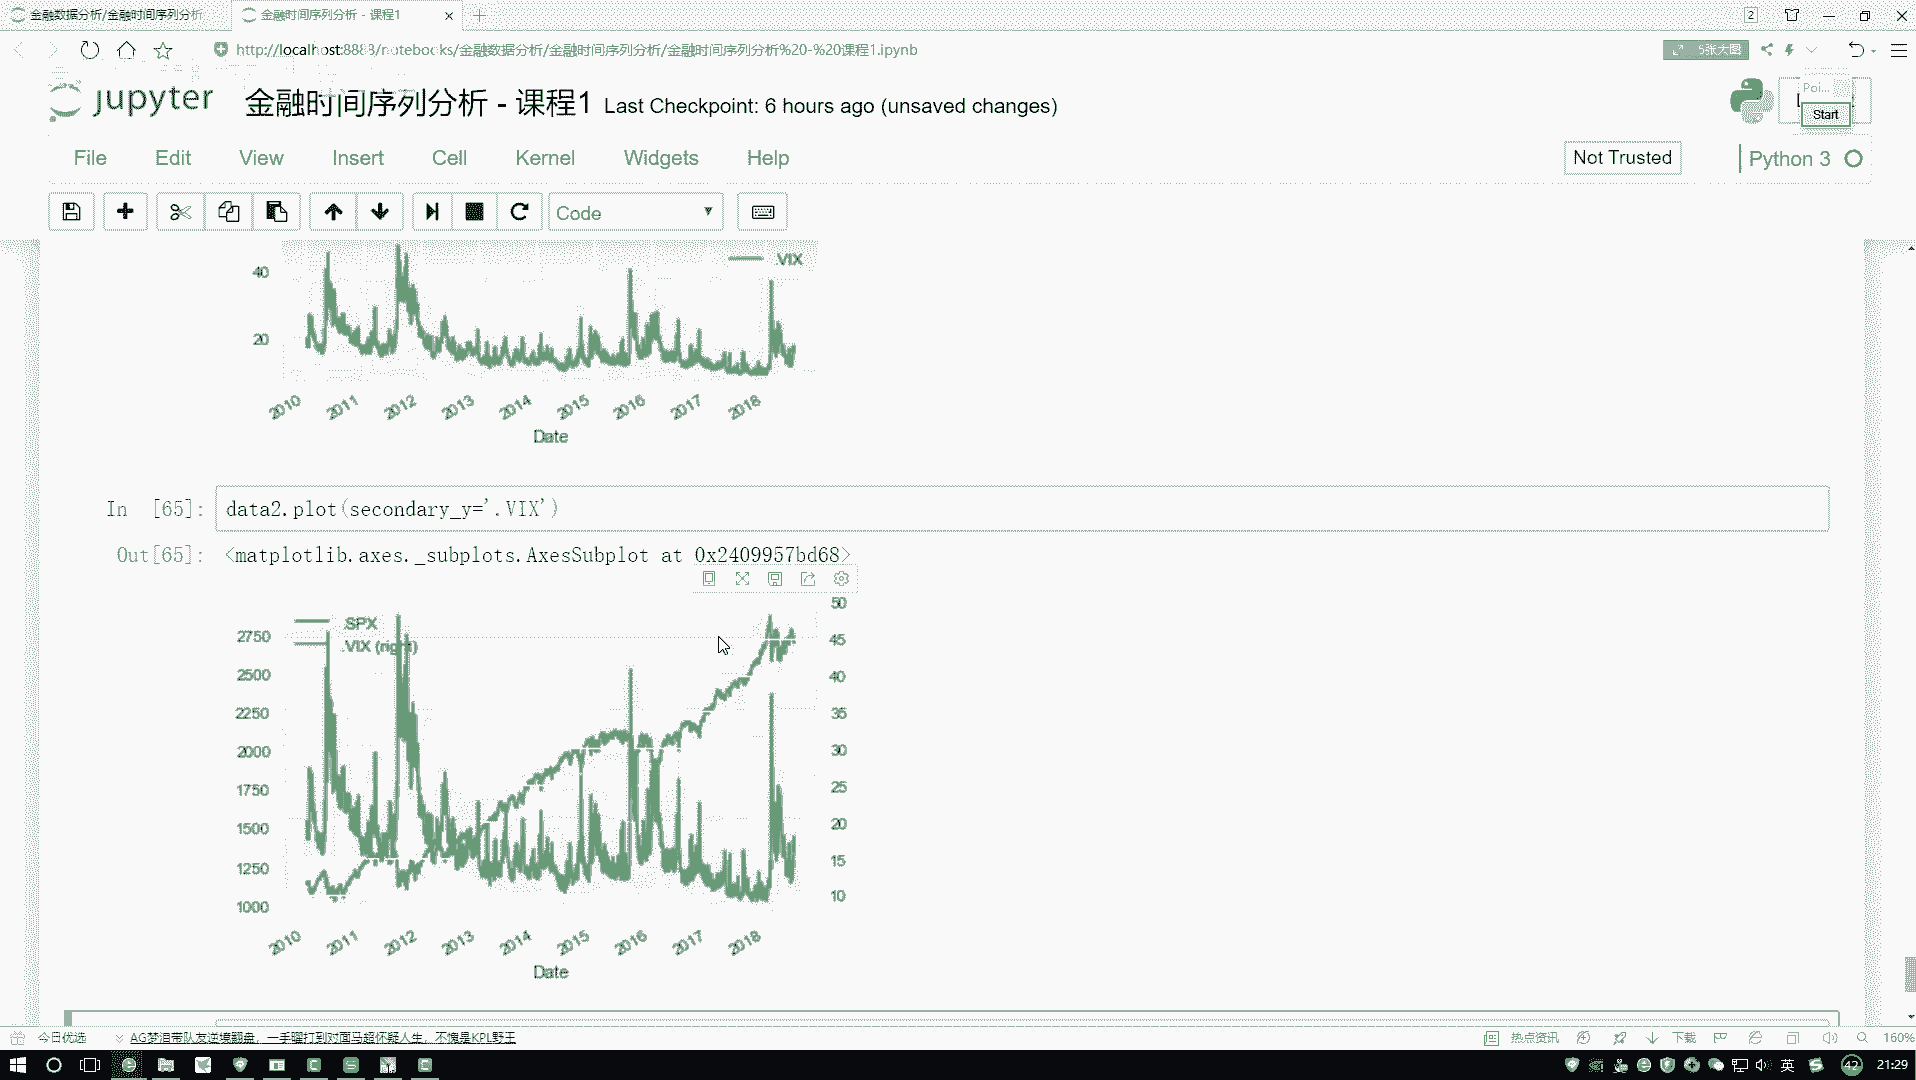 金融数据分析/金融时间序列分析
金融时间序列分析 - 课程1
2
http://localhost:8888/notebooks/金融数据分析/金融时间序列分析/金融时间序列分析%20-%20课程1.ipynb
5张大图
jupyter
金融时间序列分析 - 课程1 Last Checkpoint: 6 hours ago (unsaved changes)
Poi...
Start
File Edit View Insert Cell Kernel Widgets Help
Not Trusted
Python 3
Code
.VIX
40
20
2010 2011 2012 2013 2014 2015 2016 2017 2018
Date
In [65]: data2.plot(secondary_y='.VIX')
Out[65]: <matplotlib.axes._subplots.AxesSubplot at 0x2409957bd68>
.SPX
.VIX (right)
2750
2500
2250
2000
1750
1500
1250
1000
50
45
40
35
30
25
20
15
10
2010 2011 2012 2013 2014 2015 2016 2017 2018
Date
今日优选
AG梦泪带队友逆境翻盘，一手曜打到对面马超怀疑人生，不愧是KPL野王
热点资讯
下载
160%
英
42
21:29